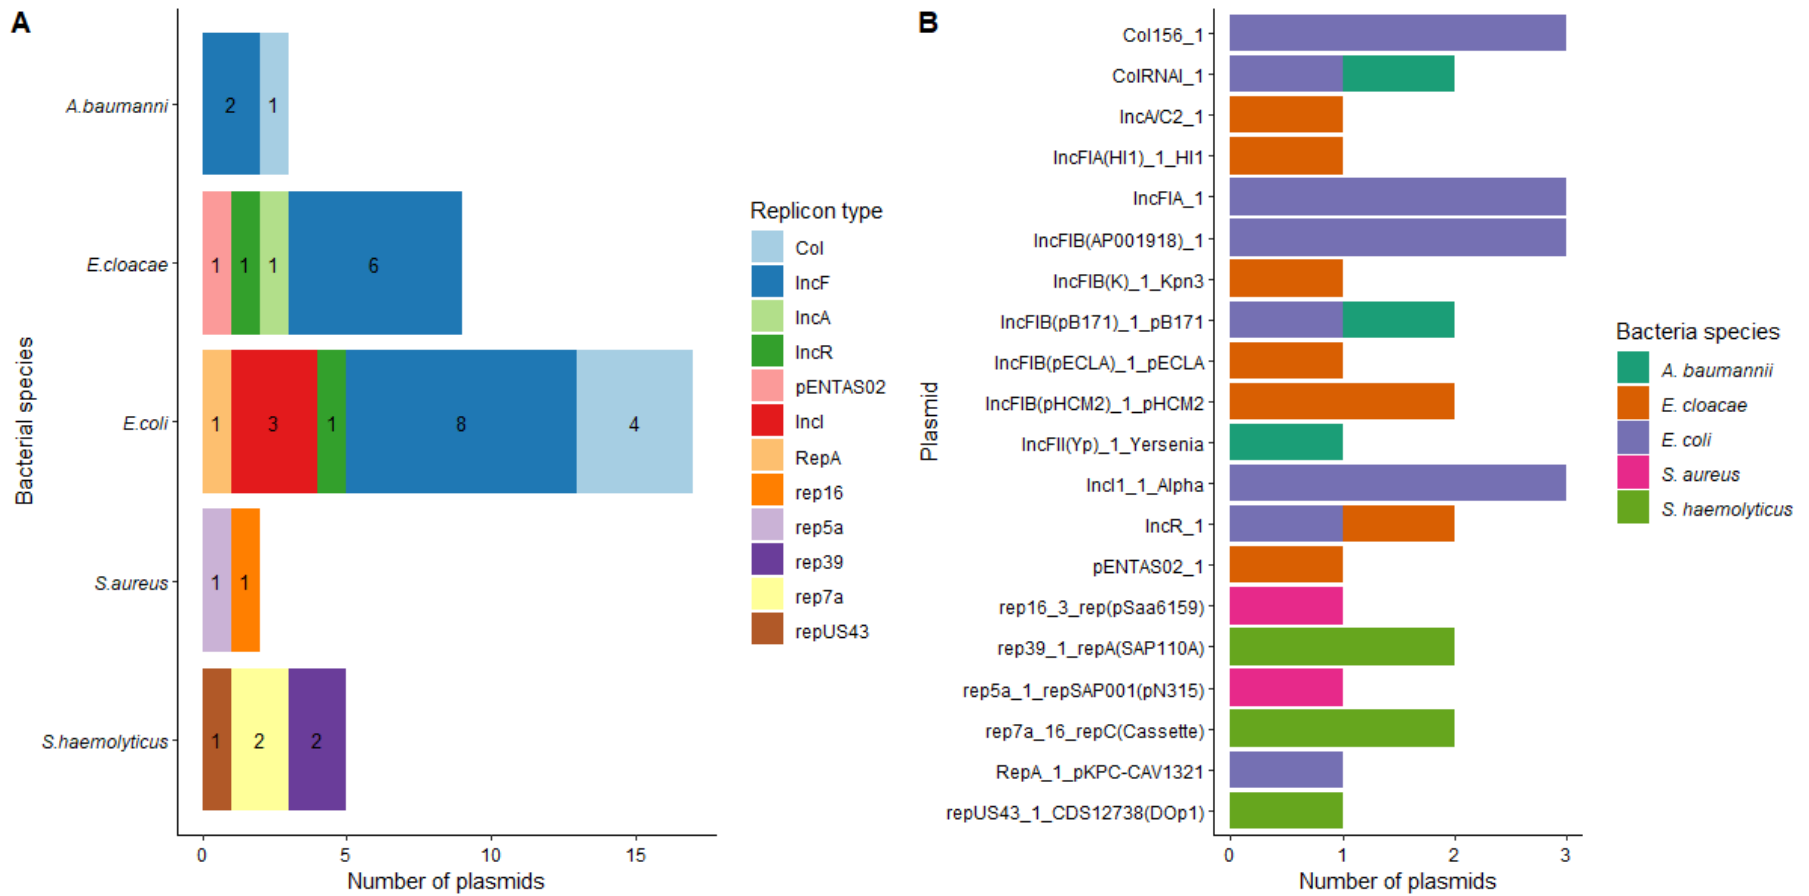 A
Bacterial species
A.baumanni
E.cloacae
E.coli
S.aureus
S.haemolyticus
2 1
1 1 1 6
1 3 1 8 4
1 1
1 2 2
0 5 10 15
Number of plasmids
Replicon type
Col
IncF
IncA
IncR
pENTAS02
IncI
RepA
rep16
rep5a
rep39
rep7a
repUS43
B
Plasmid
Col156_1
ColRNAI_1
IncA/C2_1
IncFIA(HI1)_1_HI1
IncFIA_1
IncFIB(AP001918)_1
IncFIB(K)_1_Kpn3
IncFIB(pB171)_1_pB171
IncFIB(pECLA)_1_pECLA
IncFIB(pHCM2)_1_pHCM2
IncFII(Yp)_1_Yersenia
IncI1_1_Alpha
IncR_1
pENTAS02_1
rep16_3_rep(pSaa6159)
rep39_1_repA(SAP110A)
rep5a_1_repSAP001(pN315)
rep7a_16_repC(Cassette)
RepA_1_pKPC-CAV1321
repUS43_1_CDS12738(DOp1)
0 1 2 3
Number of plasmids
Bacteria species
A. baumannii
E. cloacae
E. coli
S. aureus
S. haemolyticus